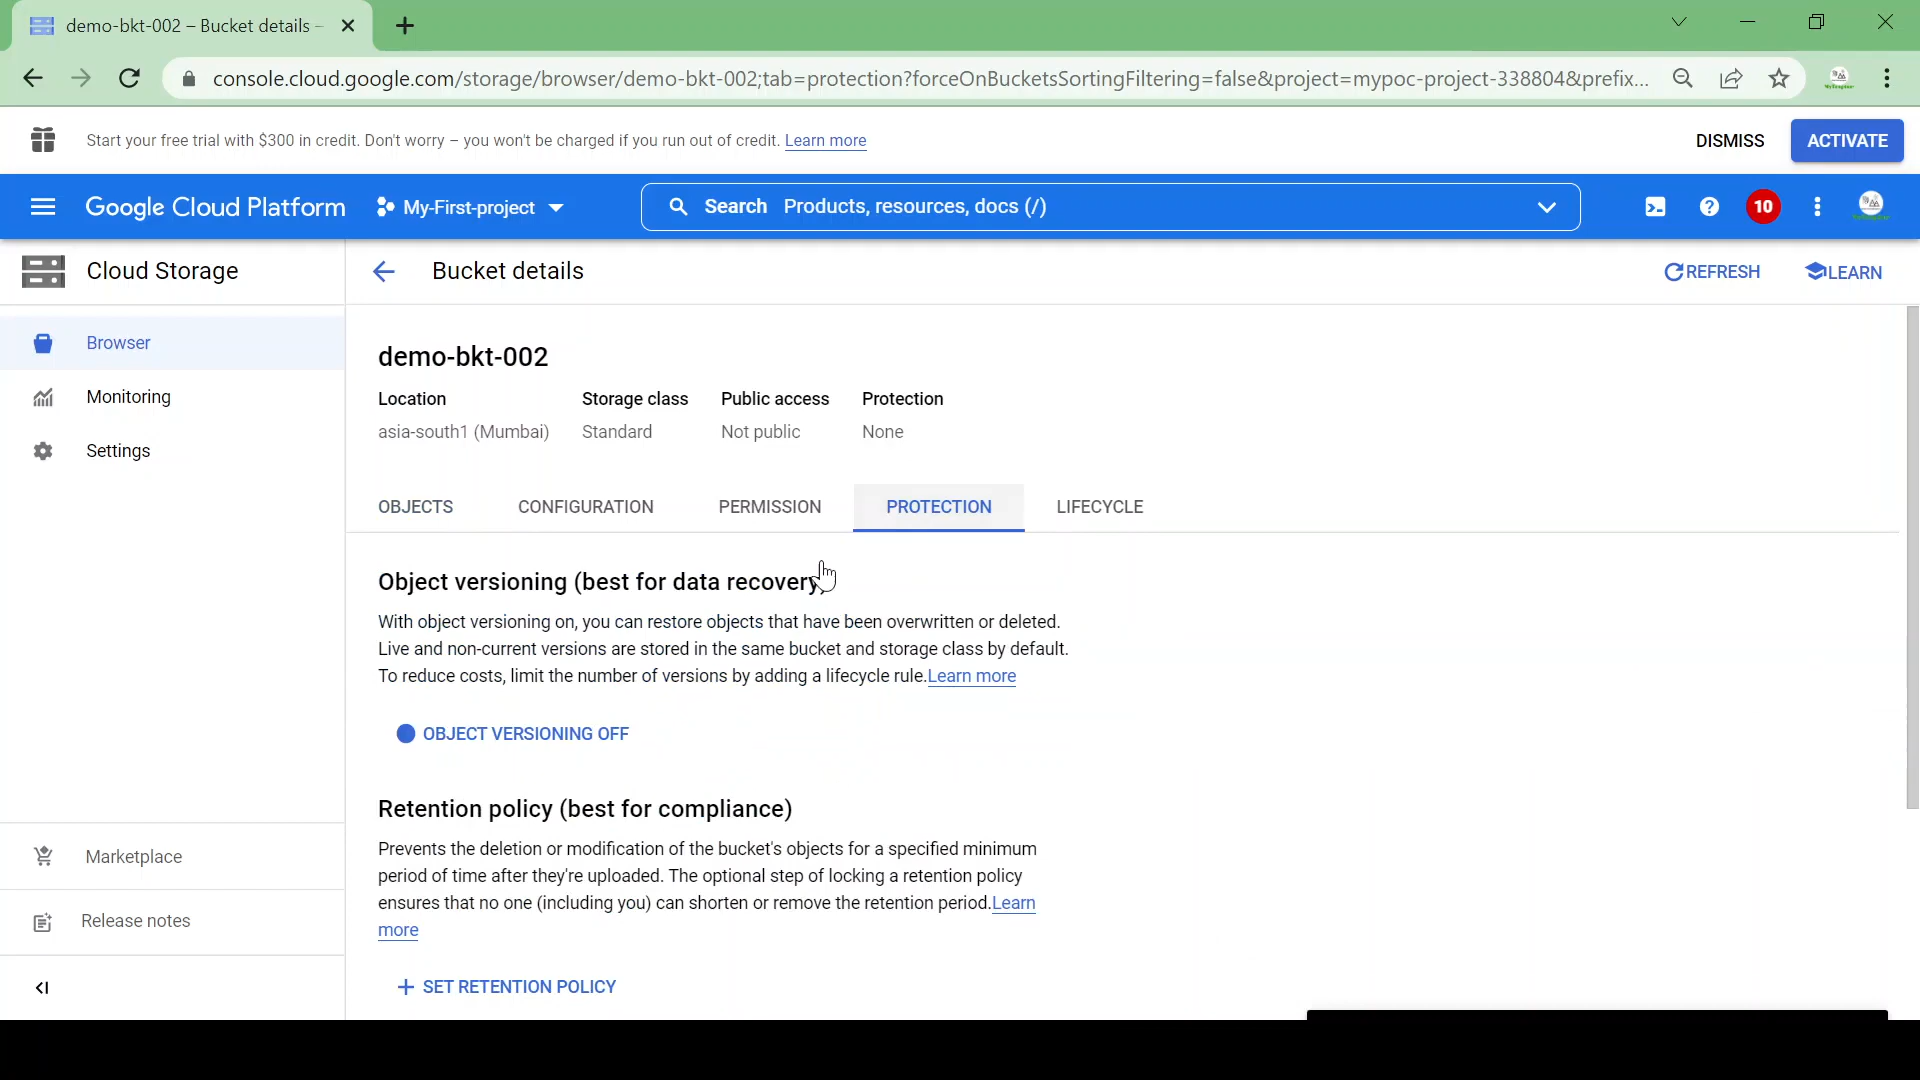 demo-bkt-002 – Bucket details –
console.cloud.google.com/storage/browser/demo-bkt-002;tab=protection?forceOnBucketsSortingFiltering=false&project=mypoc-project-338804&prefix...
Start your free trial with $300 in credit. Don't worry – you won't be charged if you run out of credit. Learn more
DISMISS
ACTIVATE
Google Cloud Platform
My-First-project
Search Products, resources, docs (/)
10
Cloud Storage
Bucket details
REFRESH
LEARN
Browser
Monitoring
Settings
Marketplace
Release notes
demo-bkt-002
Location Storage class Public access Protection
asia-south1 (Mumbai) Standard Not public None
OBJECTS CONFIGURATION PERMISSION PROTECTION LIFECYCLE
Object versioning (best for data recovery)
With object versioning on, you can restore objects that have been overwritten or deleted.
Live and non-current versions are stored in the same bucket and storage class by default.
To reduce costs, limit the number of versions by adding a lifecycle rule.Learn more
OBJECT VERSIONING OFF
Retention policy (best for compliance)
Prevents the deletion or modification of the bucket's objects for a specified minimum
period of time after they're uploaded. The optional step of locking a retention policy
ensures that no one (including you) can shorten or remove the retention period.Learn
more
SET RETENTION POLICY